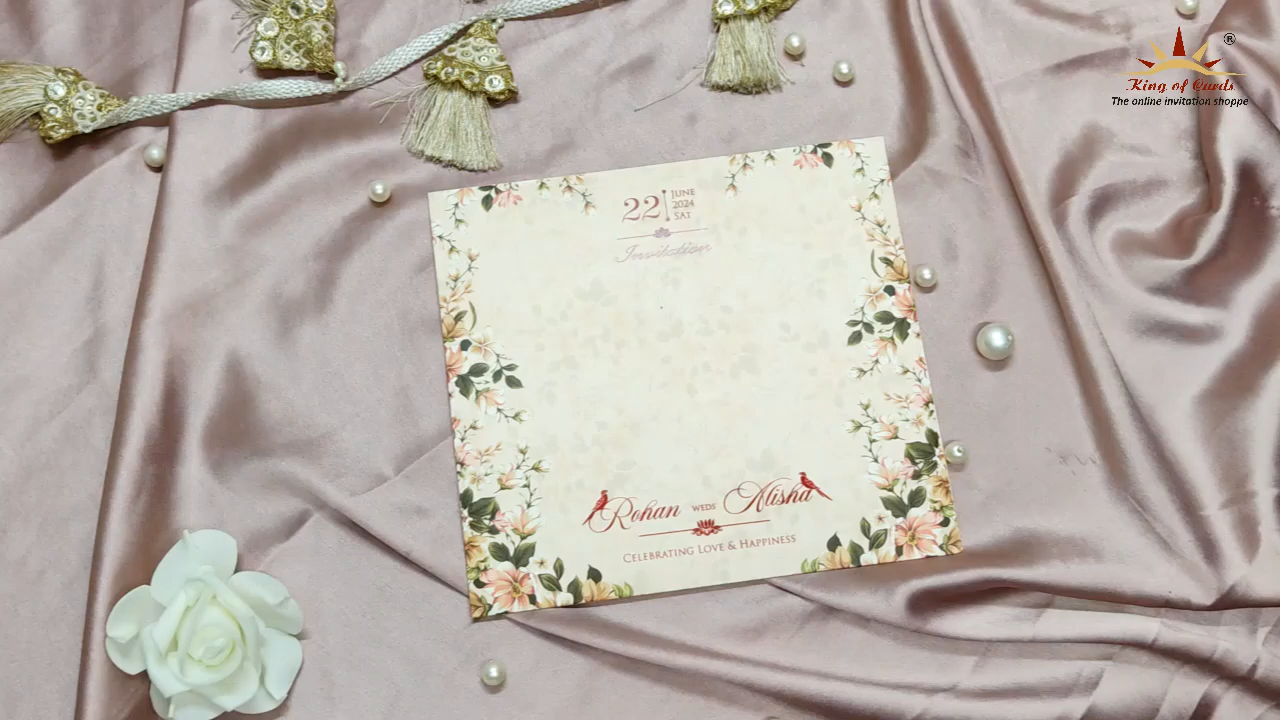 22 JUNE
2024
SAT
Invitation
Rohan WEDS Alisha
CELEBRATING LOVE & HAPPINESS
®
King of Cards
The online invitation shoppe